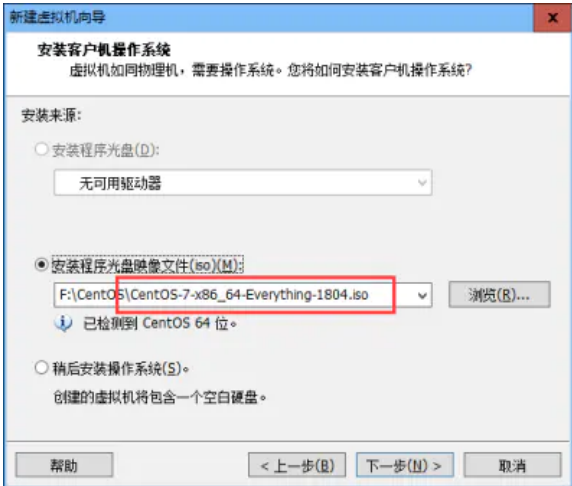 新建虚拟机向导
x
安装客户机操作系统
虚拟机如同物理机，需要操作系统。您将如何安装客户机操作系统?
安装来源:
安装程序光盘(D):
无可用驱动器
安装程序光盘映像文件(iso)(M):
F:\CentOS\CentOS-7-x86_64-Everything-1804.iso
浏览(R)...
已检测到 CentOS 64 位。
稍后安装操作系统(S)。
创建的虚拟机将包含一个空白硬盘。
帮助
< 上一步(B)
下一步(N) >
取消